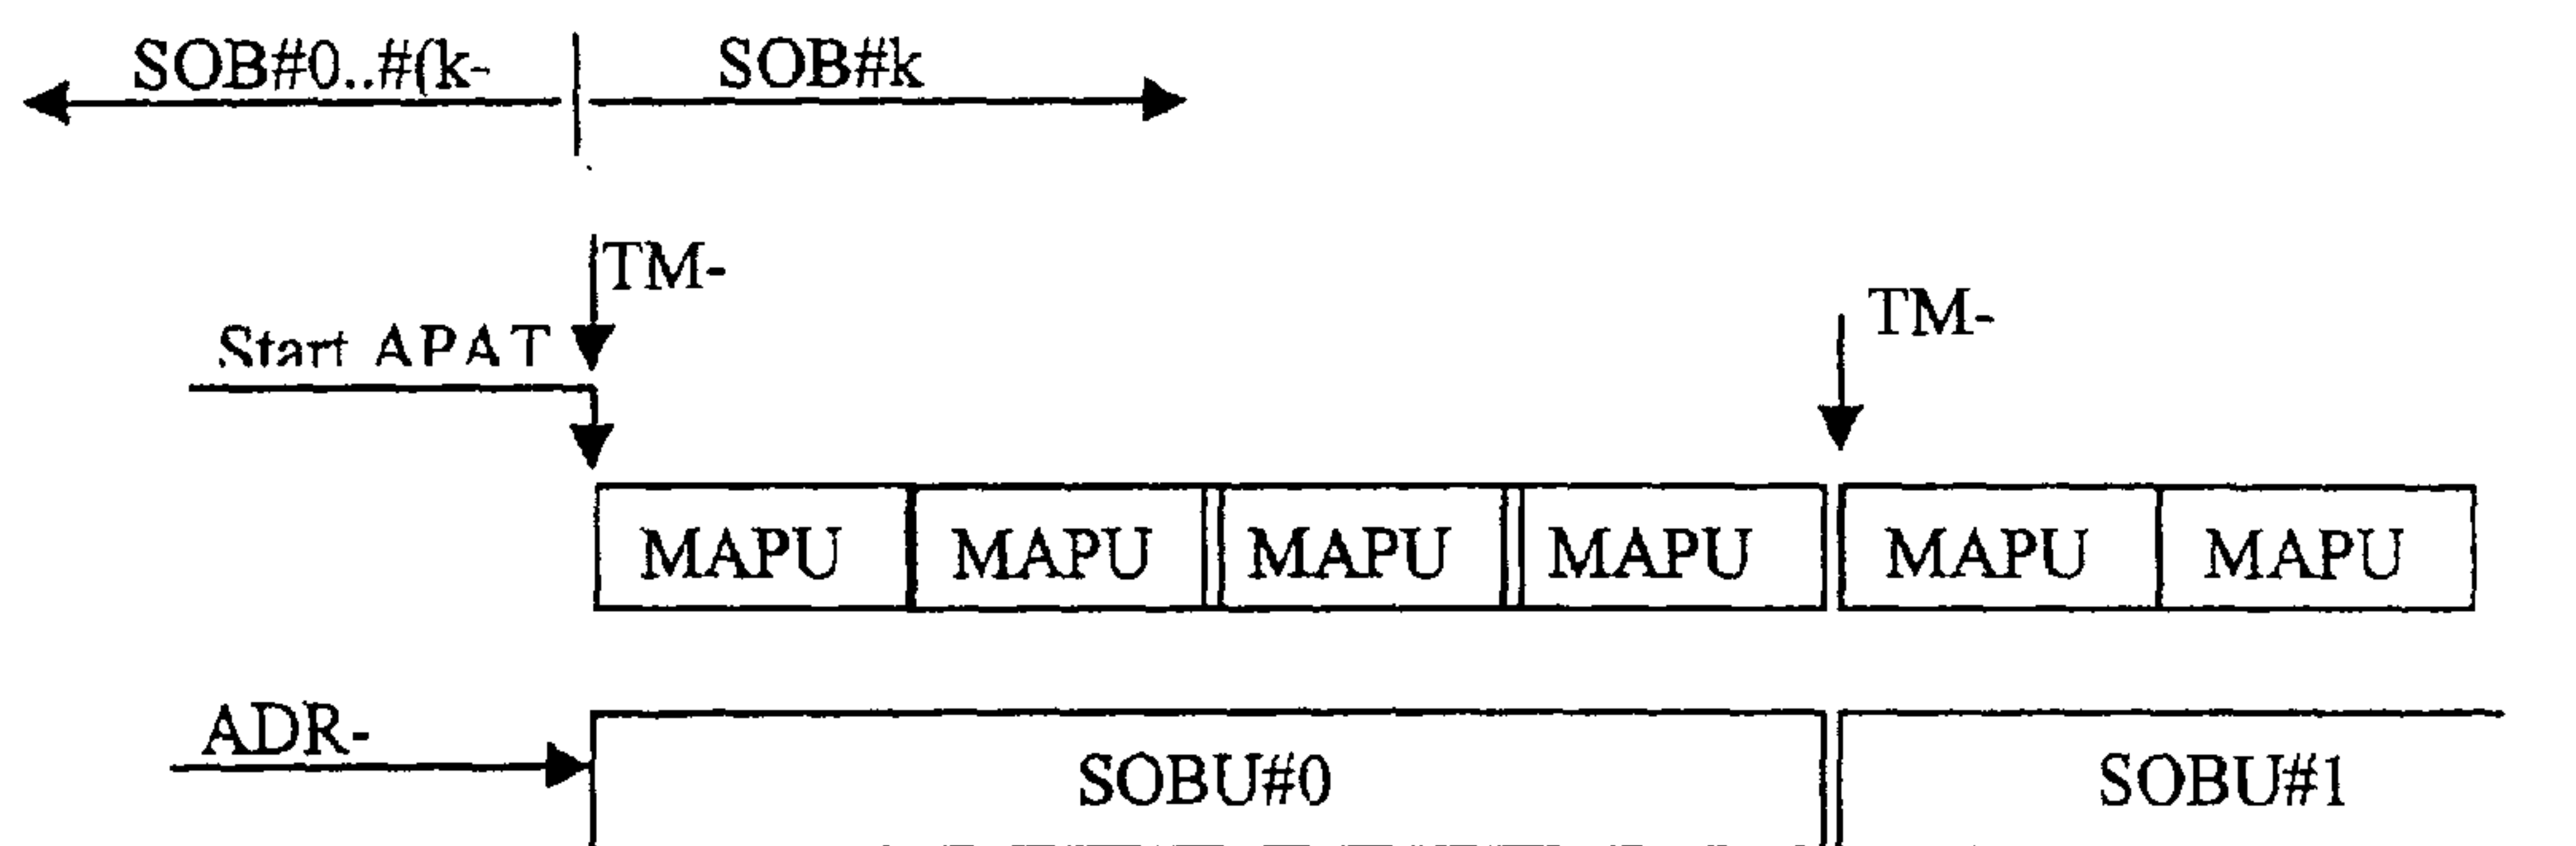 SOB#0..#(k-
SOB#k
TM-
Start APAT
TM-
MAPU MAPU MAPU MAPU MAPU MAPU
ADR-
SOBU#0
SOBU#1